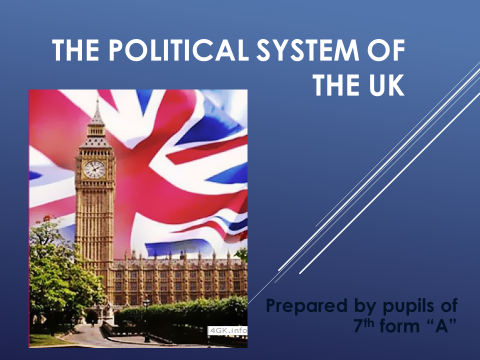 THE POLITICAL SYSTEM OF
THE UK
4GK.info
Prepared by pupils of
7th form “A”